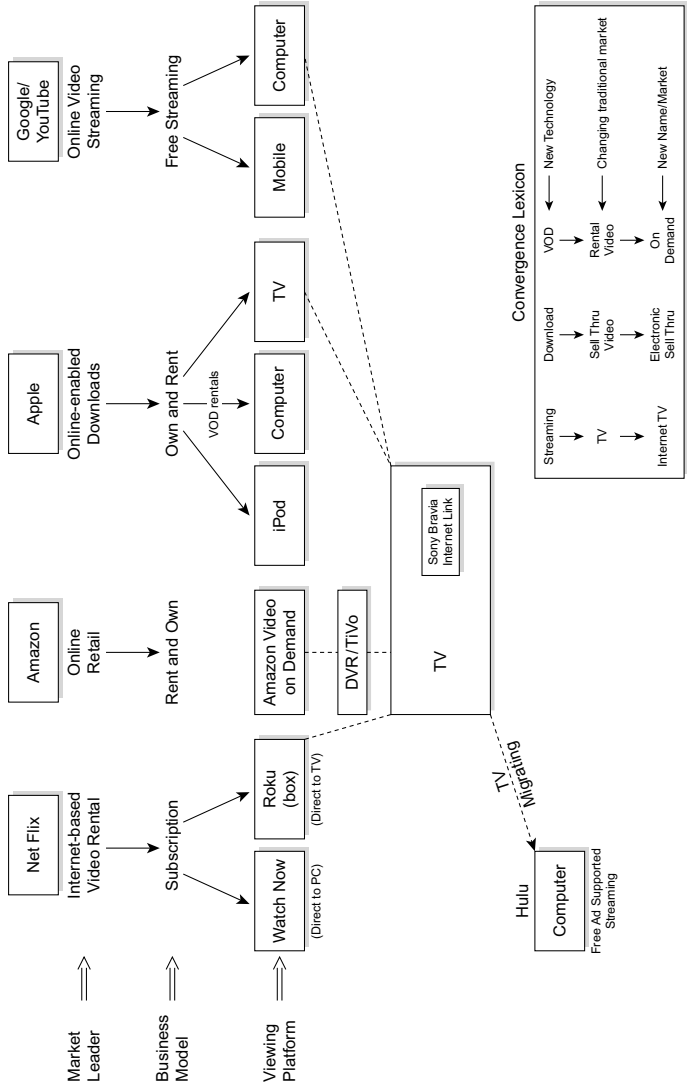 Market
Leader
Net Flix
Internet-based
Video Rental
Amazon
Online
Retail
Apple
Online-enabled
Downloads
Google/
YouTube
Online Video
Streaming
Business
Model
Subscription
Rent and Own
Own and Rent
VOD rentals
Free Streaming
Viewing
Platform
Watch Now
(Direct to PC)
Roku
(box)
(Direct to TV)
Amazon Video
on Demand
DVR/TiVo
iPod
Computer
TV
Mobile
Computer
TV
Sony Bravia
Internet Link
TV
Migrating
Hulu
Computer
Free Ad Supported
Streaming
Convergence Lexicon
Streaming
Download
VOD
New Technology
TV
Sell Thru
Video
Rental
Video
Changing traditional market
Internet TV
Electronic
Sell Thru
On
Demand
New Name/Market